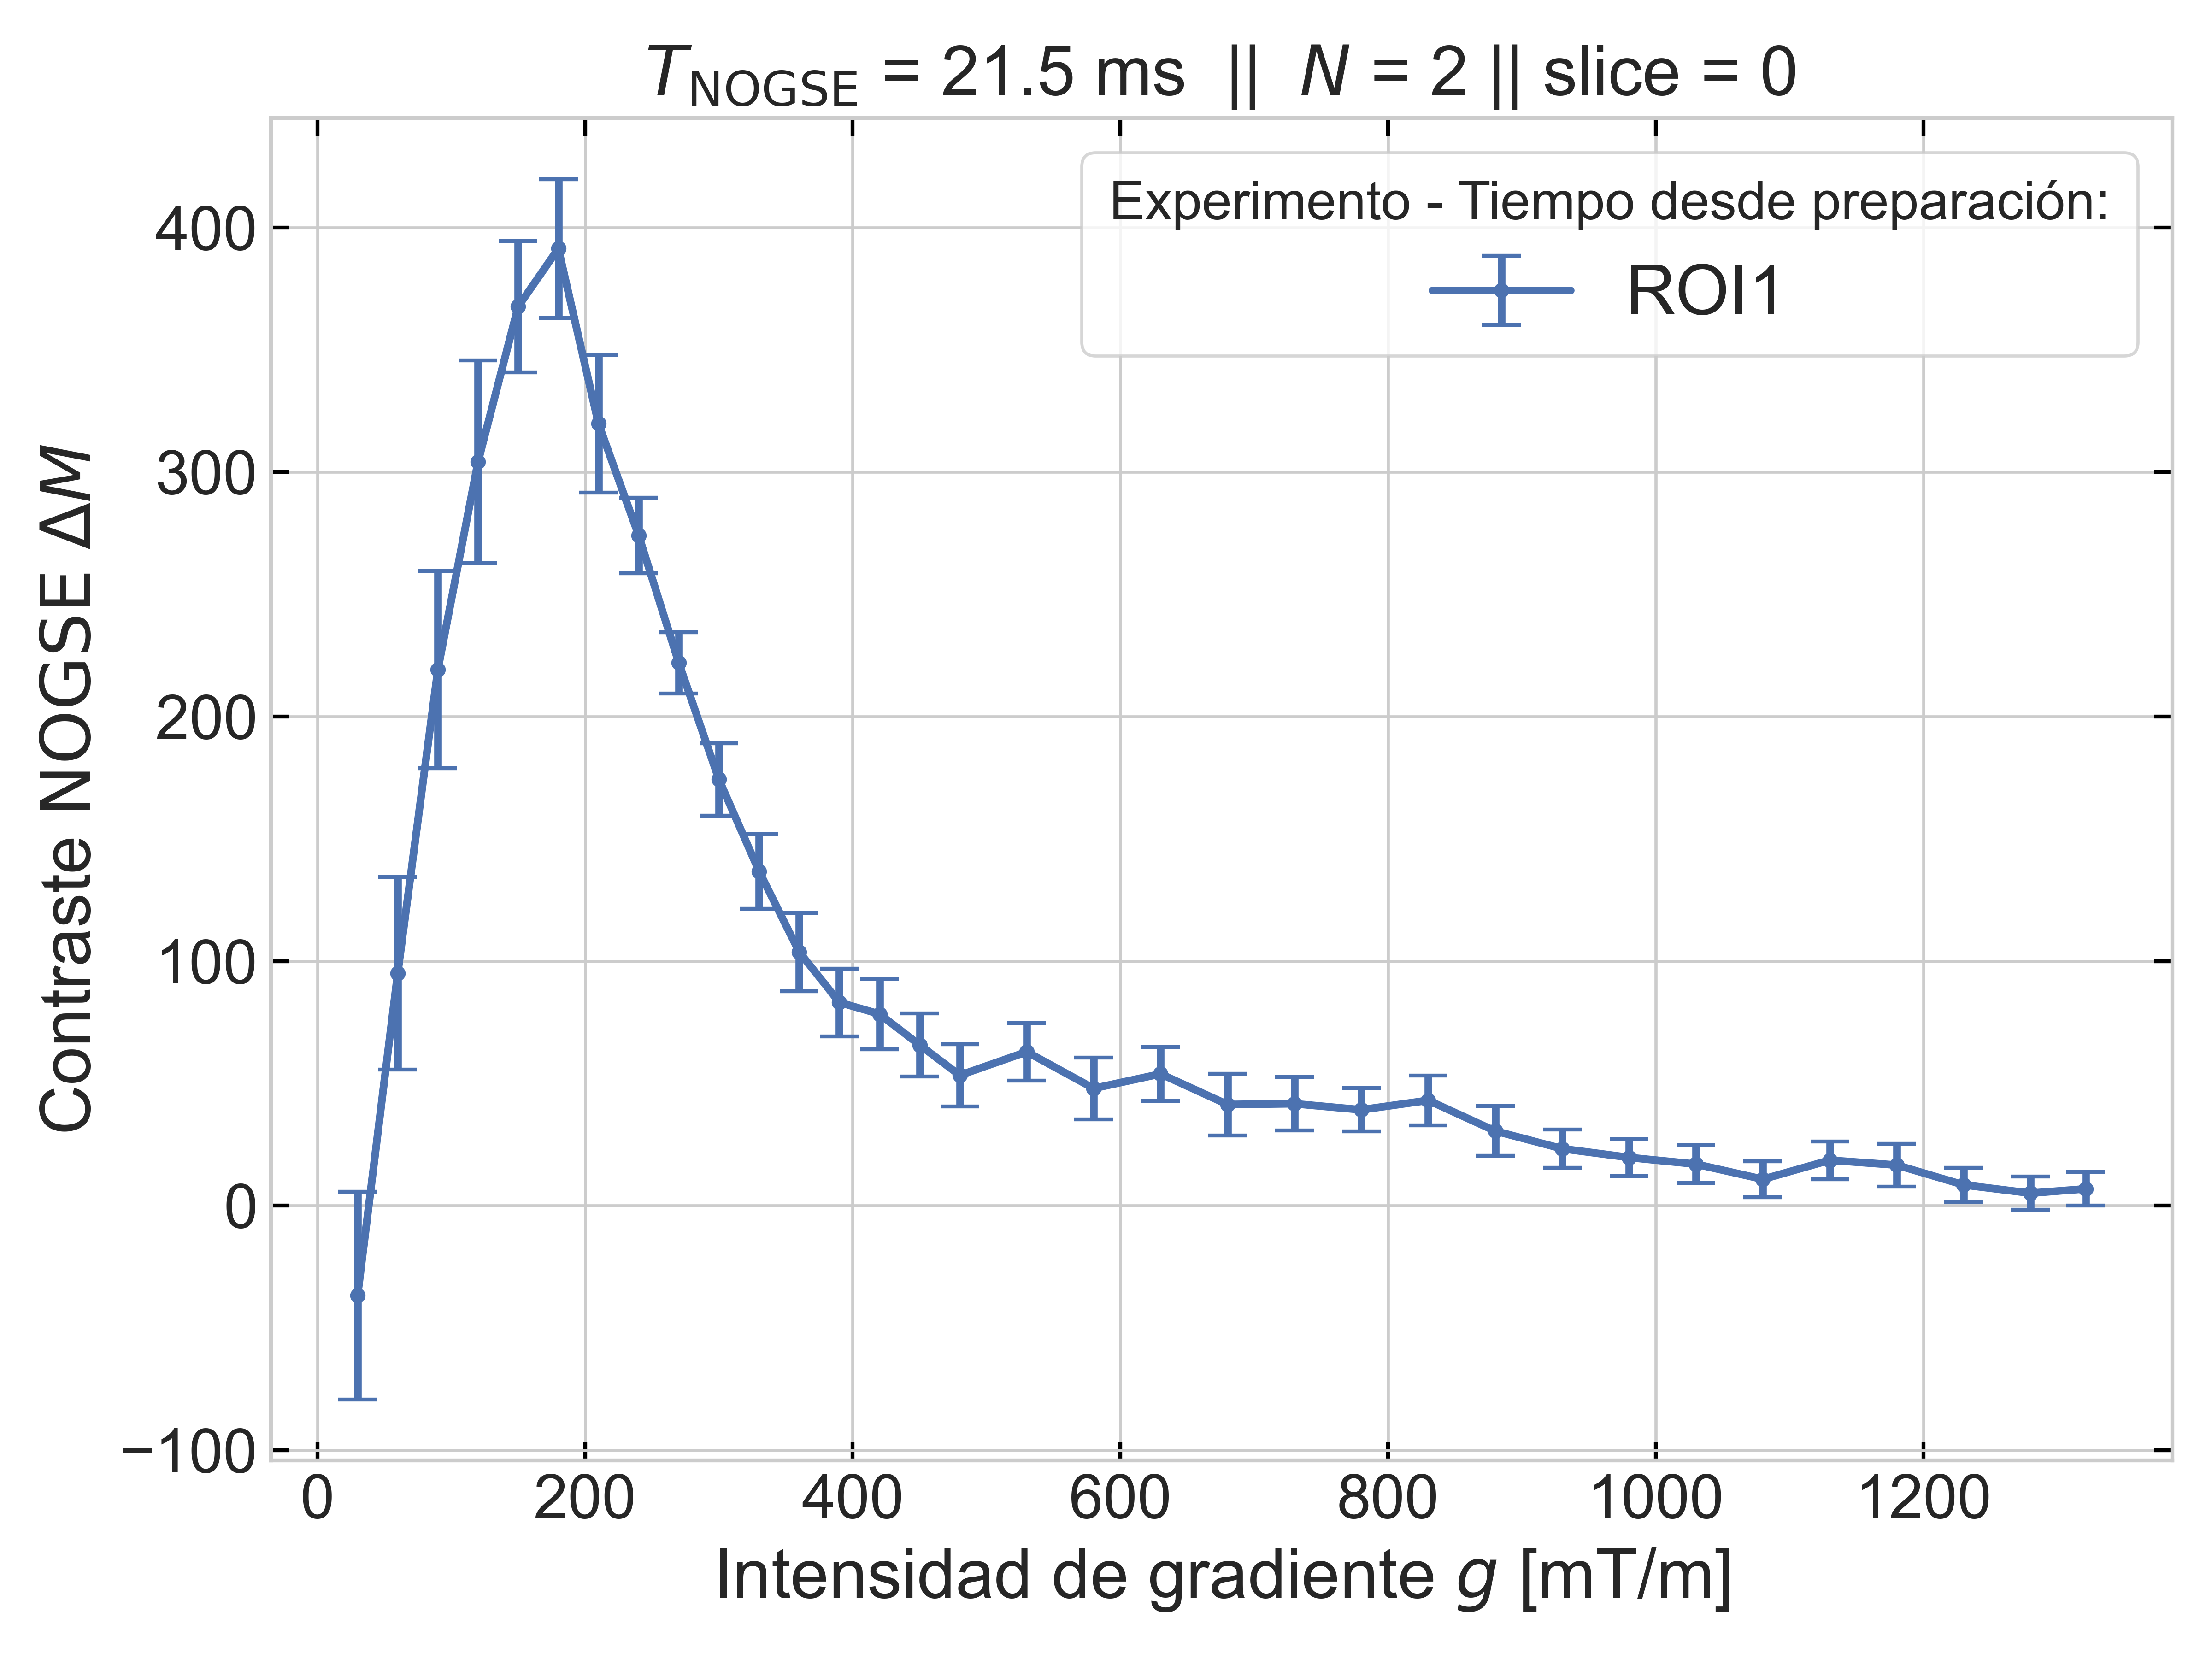 T_NOGSE = 21.5 ms || N = 2 || slice = 0
Experimento - Tiempo desde preparación:
ROI1
Contraste NOGSE ΔM
400
300
200
100
0
−100
0 200 400 600 800 1000 1200
Intensidad de gradiente g [mT/m]